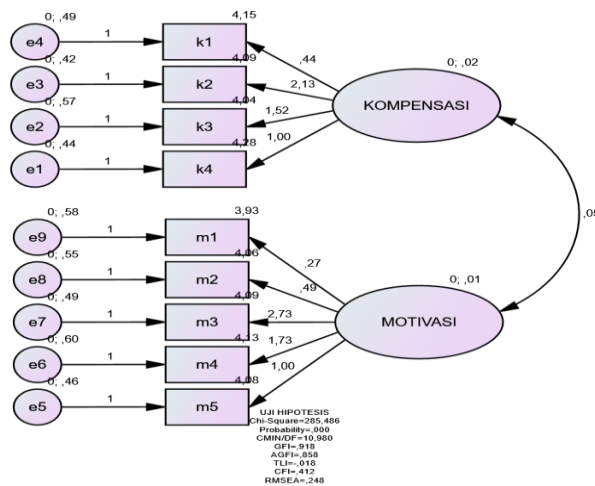 0; ,49
4,15
e4 1 k1
,44
0; ,42
4,09
0; ,02
e3 1 k2
2,13
0; ,57
4,04
KOMPENSASI
e2 1 k3
1,52
0; ,44
4,28
1,00
e1 1 k4
0; ,58
3,93
e9 1 m1
,27
0; ,55
4,06
0; ,01
e8 1 m2
,49
0; ,49
4,09
e7 1 m3
2,73
MOTIVASI
0; ,60
4,13
1,73
e6 1 m4
0; ,46
4,08
1,00
e5 1 m5
UJI HIPOTESIS
Chi-Square=285,486
Probability=,000
CMIN/DF=10,980
GFI=,918
AGFI=,858
TLI=-,018
CFI=,412
RMSEA=,248